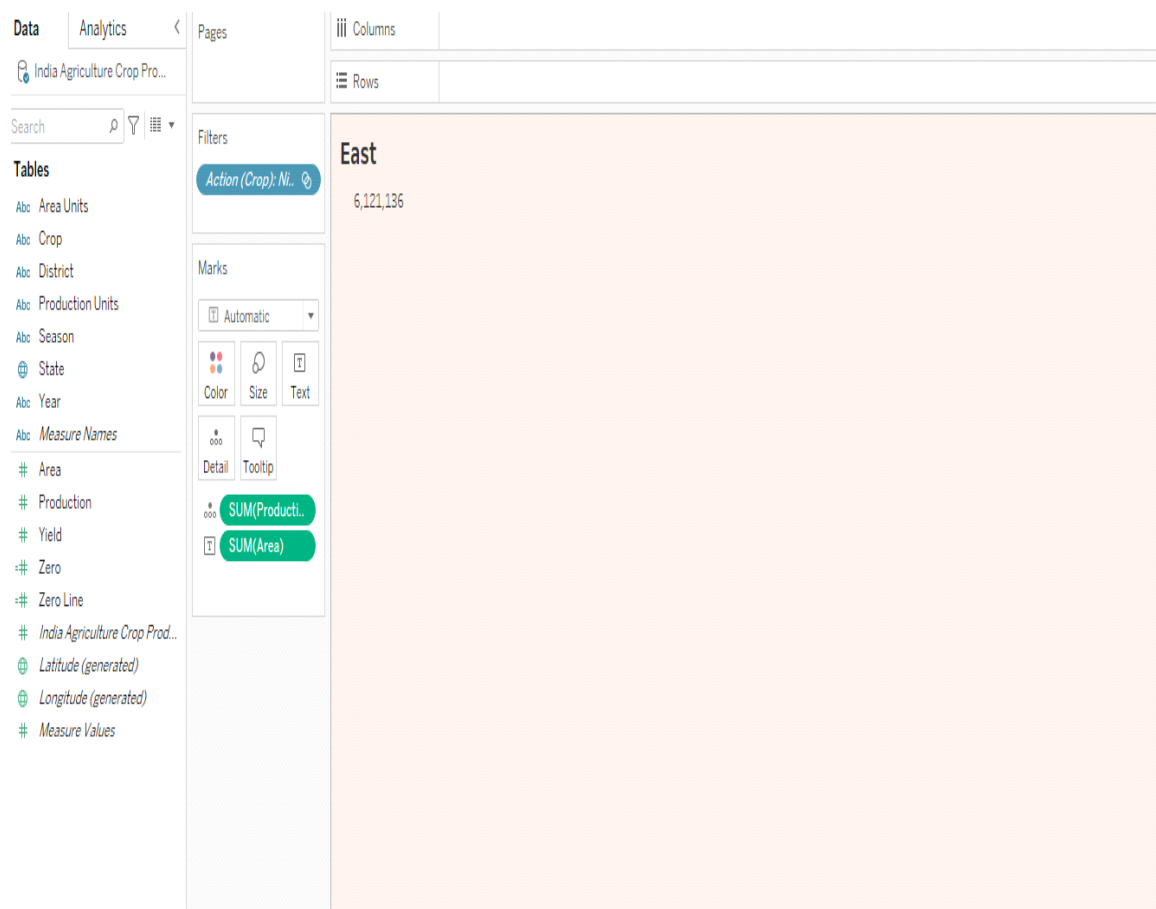 Data
Analytics
India Agriculture Crop Pro...
Search
Tables
Abc Area Units
Abc Crop
Abc District
Abc Production Units
Abc Season
State
Abc Year
Abc Measure Names
# Area
# Production
# Yield
=# Zero
=# Zero Line
# India Agriculture Crop Prod...
Latitude (generated)
Longitude (generated)
# Measure Values
Pages
Filters
Action (Crop): Ni..
Marks
T Automatic
Color Size Text
Detail Tooltip
SUM(Producti..
T SUM(Area)
Columns
Rows
East
6,121,136